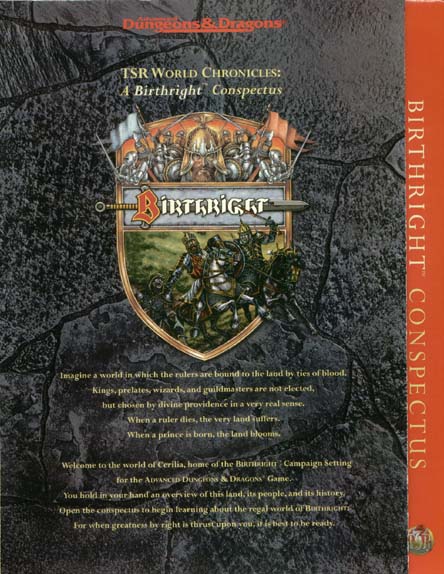 Dungeons & Dragons®
TSR WORLD CHRONICLES:
A Birthright™ Conspectus
BIRTHRIGHT
Imagine a world in which the rulers are bound to the land by ties of blood.
Kings, prelates, wizards, and guildmasters are not elected,
but chosen by divine providence in a very real sense.
When a ruler dies, the very land suffers.
When a prince is born, the land blooms.
Welcome to the world of Cerilia, home of the BIRTHRIGHT™ Campaign Setting
for the ADVANCED DUNGEONS & DRAGONS® Game.
You hold in your hand an overview of this land, its people, and its history.
Open the conspectus to begin learning about the regal world of BIRTHRIGHT.
For when greatness by right is thrust upon you, it is best to be ready.
BIRTHRIGHT™ CONSPECTUS